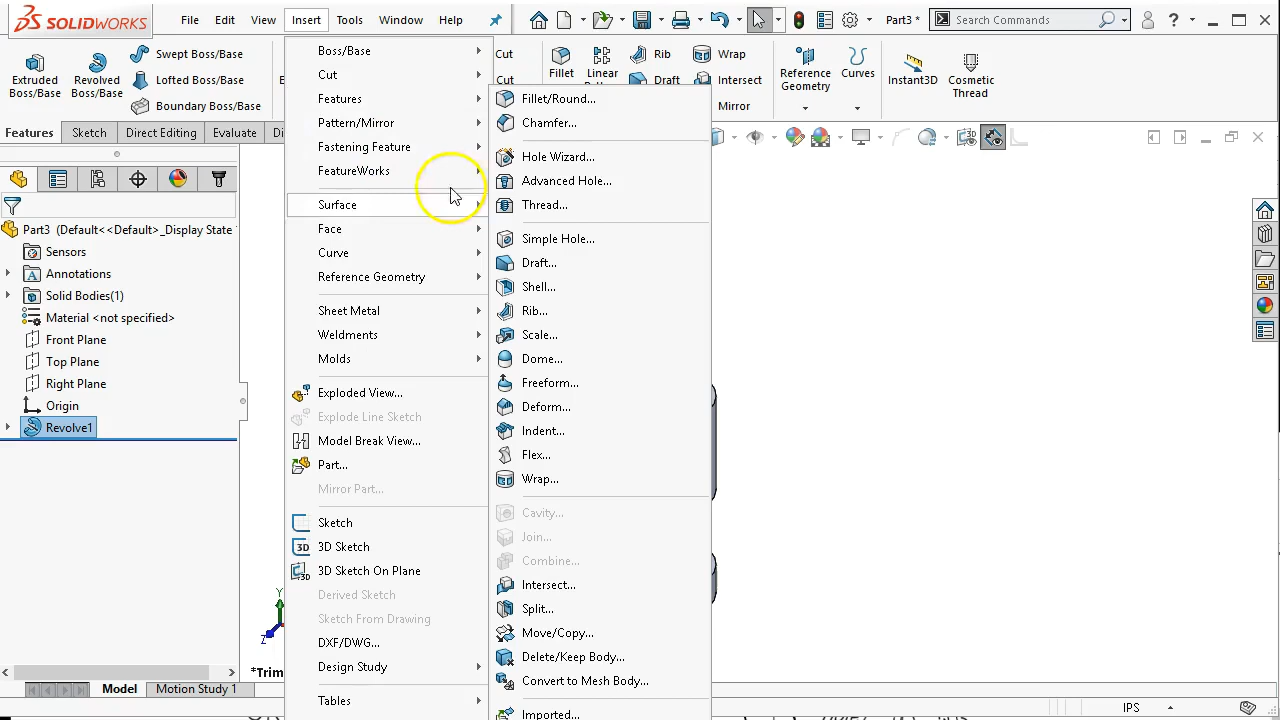 SOLIDWORKS
File Edit View Insert Tools Window Help
Part3 * Search Commands
Extruded Boss/Base
Revolved Boss/Base
Swept Boss/Base
Lofted Boss/Base
Boundary Boss/Base
Cut
Cut
Fillet
Linear
Rib
Draft
Wrap
Intersect
Mirror
Reference Geometry
Curves
Instant3D
Cosmetic Thread
Features Sketch Direct Editing Evaluate Di
Part3 (Default<<Default>_Display State
Sensors
Annotations
Solid Bodies(1)
Material <not specified>
Front Plane
Top Plane
Right Plane
Origin
Revolve1
Boss/Base
Cut
Features
Pattern/Mirror
Fastening Feature
FeatureWorks
Surface
Face
Curve
Reference Geometry
Sheet Metal
Weldments
Molds
Exploded View...
Explode Line Sketch
Model Break View...
Part...
Mirror Part...
Sketch
3D Sketch
3D Sketch On Plane
Derived Sketch
Sketch From Drawing
DXF/DWG...
Design Study
Tables
Fillet/Round...
Chamfer...
Hole Wizard...
Advanced Hole...
Thread...
Simple Hole...
Draft...
Shell...
Rib...
Scale...
Dome...
Freeform...
Deform...
Indent...
Flex...
Wrap...
Cavity...
Join...
Combine...
Intersect...
Split...
Move/Copy...
Delete/Keep Body...
Convert to Mesh Body...
Imported...
Y
Z
*Trim
Model Motion Study 1
IPS